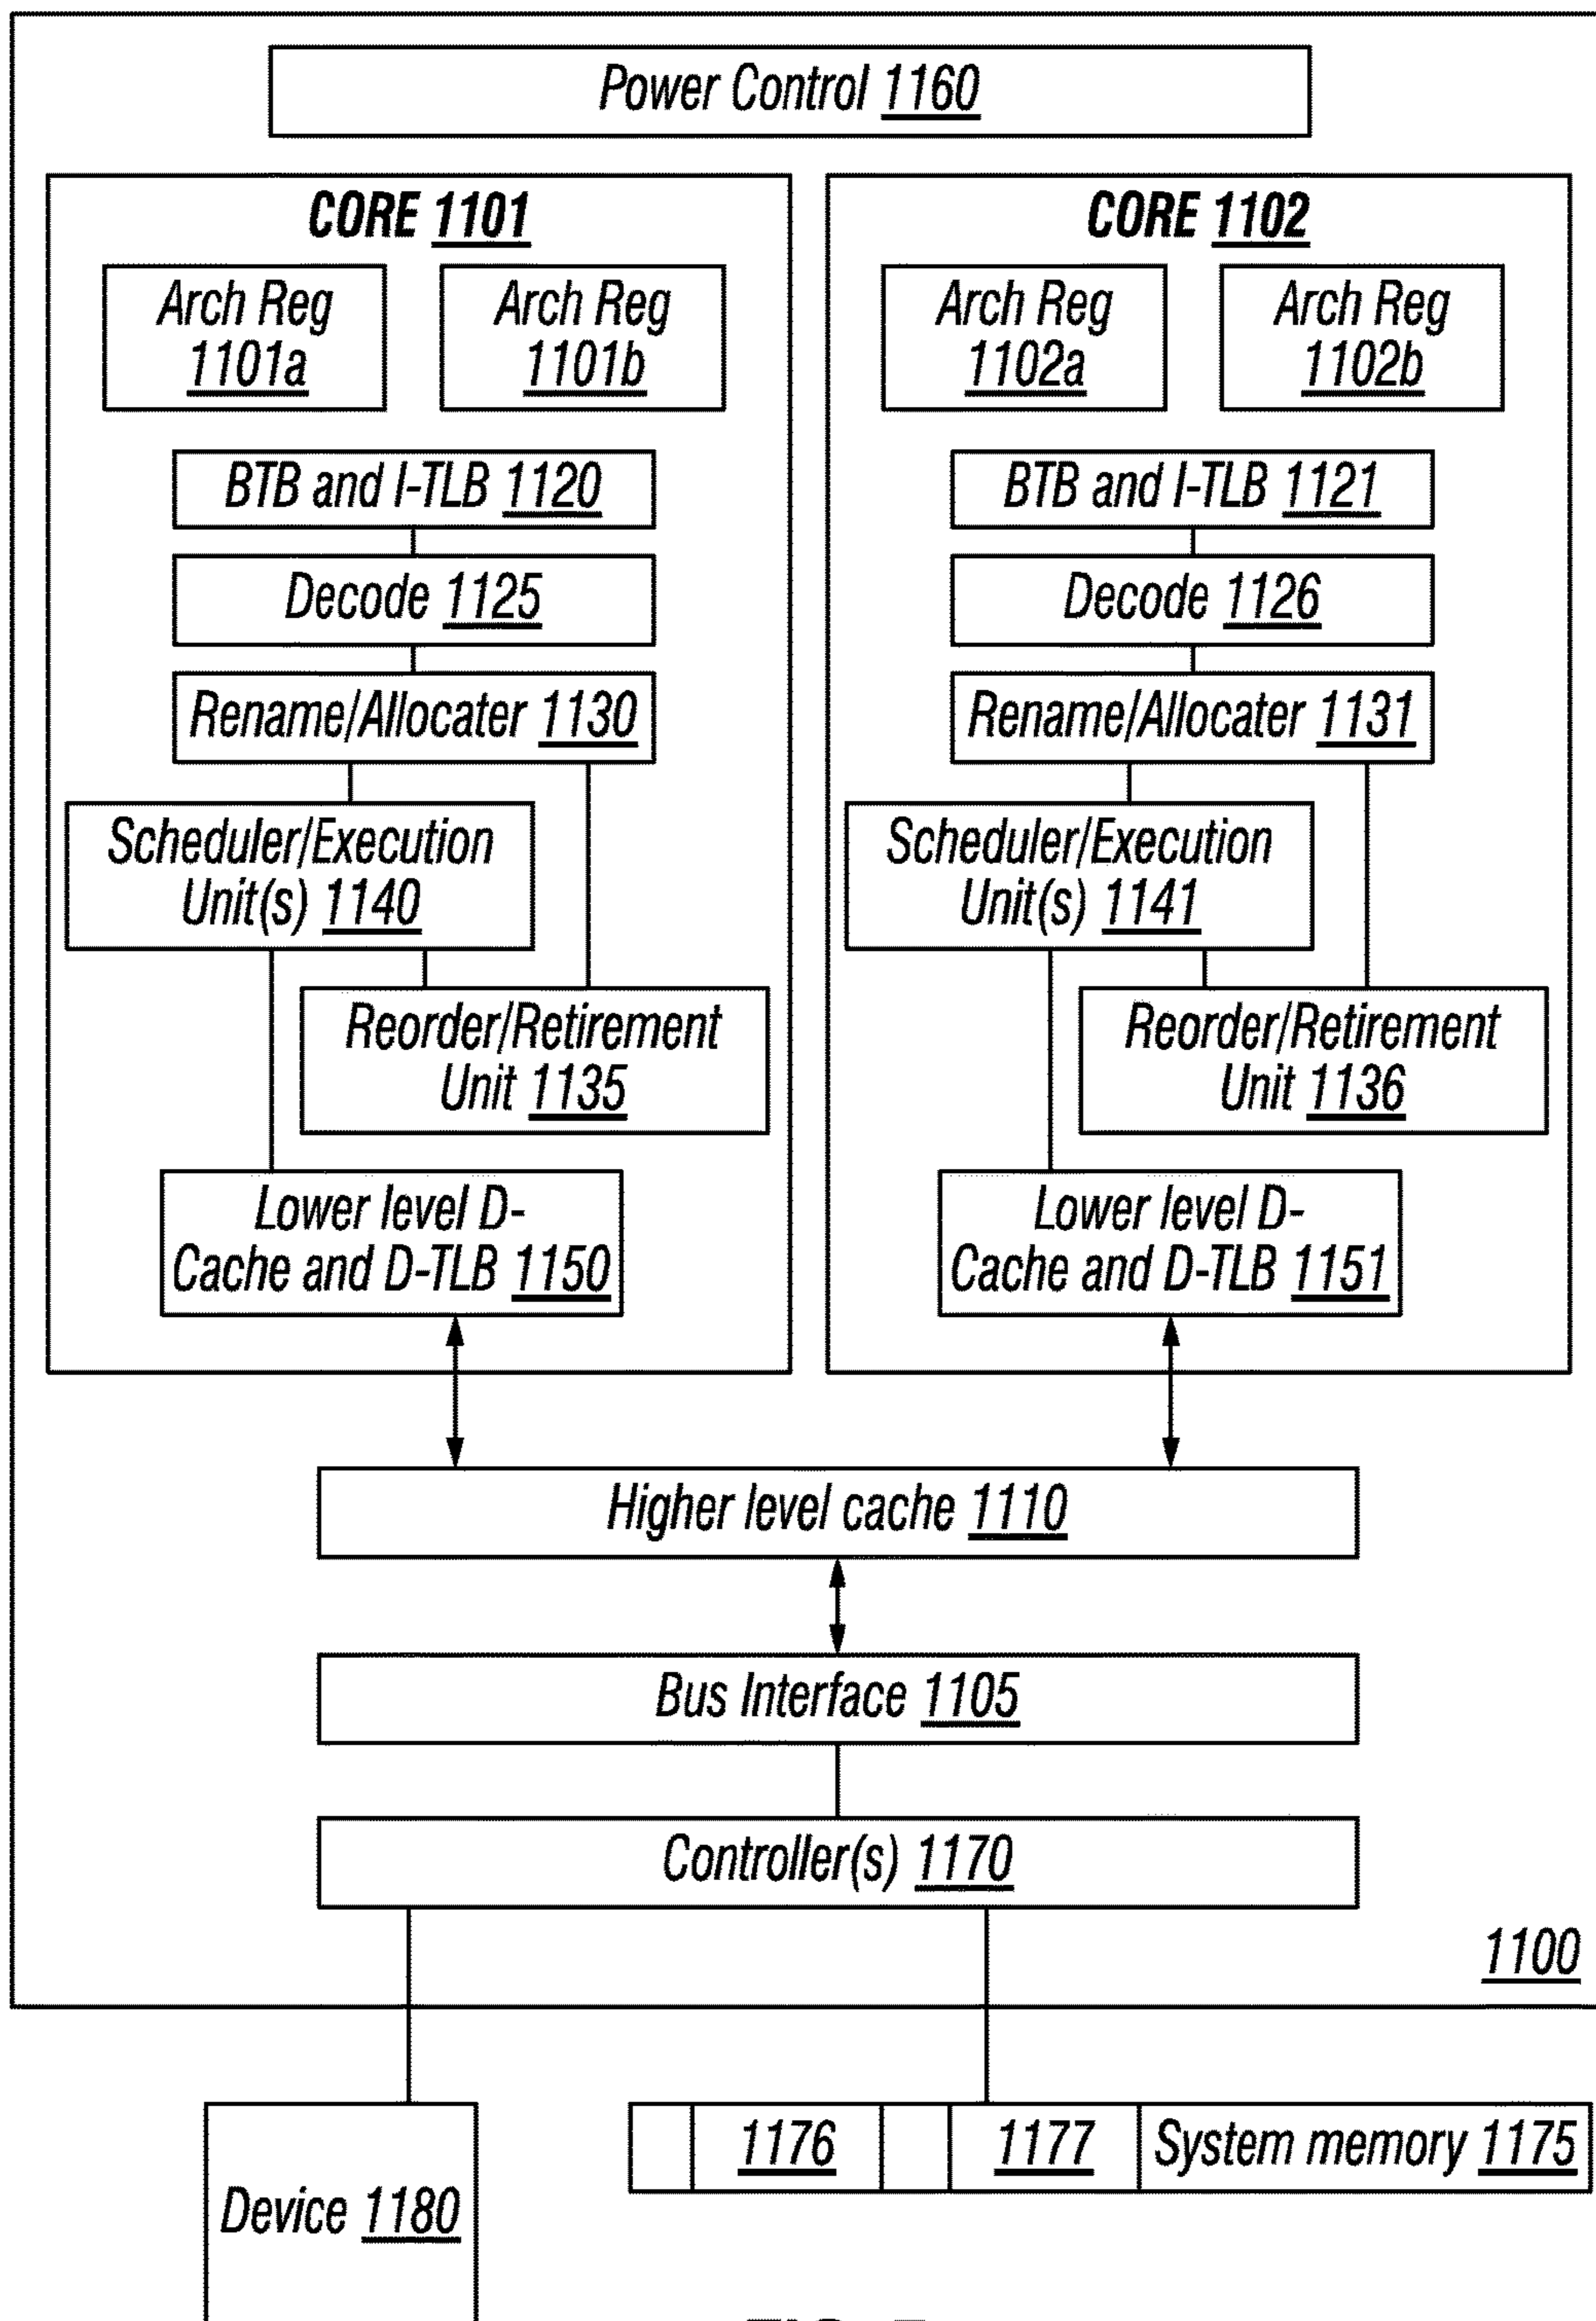 Power Control 1160
CORE 1101
Arch Reg
1101a
Arch Reg
1101b
BTB and I-TLB 1120
Decode 1125
Rename/Allocater 1130
Scheduler/Execution
Unit(s) 1140
Reorder/Retirement
Unit 1135
Lower level D-
Cache and D-TLB 1150
CORE 1102
Arch Reg
1102a
Arch Reg
1102b
BTB and I-TLB 1121
Decode 1126
Rename/Allocater 1131
Scheduler/Execution
Unit(s) 1141
Reorder/Retirement
Unit 1136
Lower level D-
Cache and D-TLB 1151
Higher level cache 1110
Bus Interface 1105
Controller(s) 1170
1100
1176
1177
System memory 1175
Device 1180